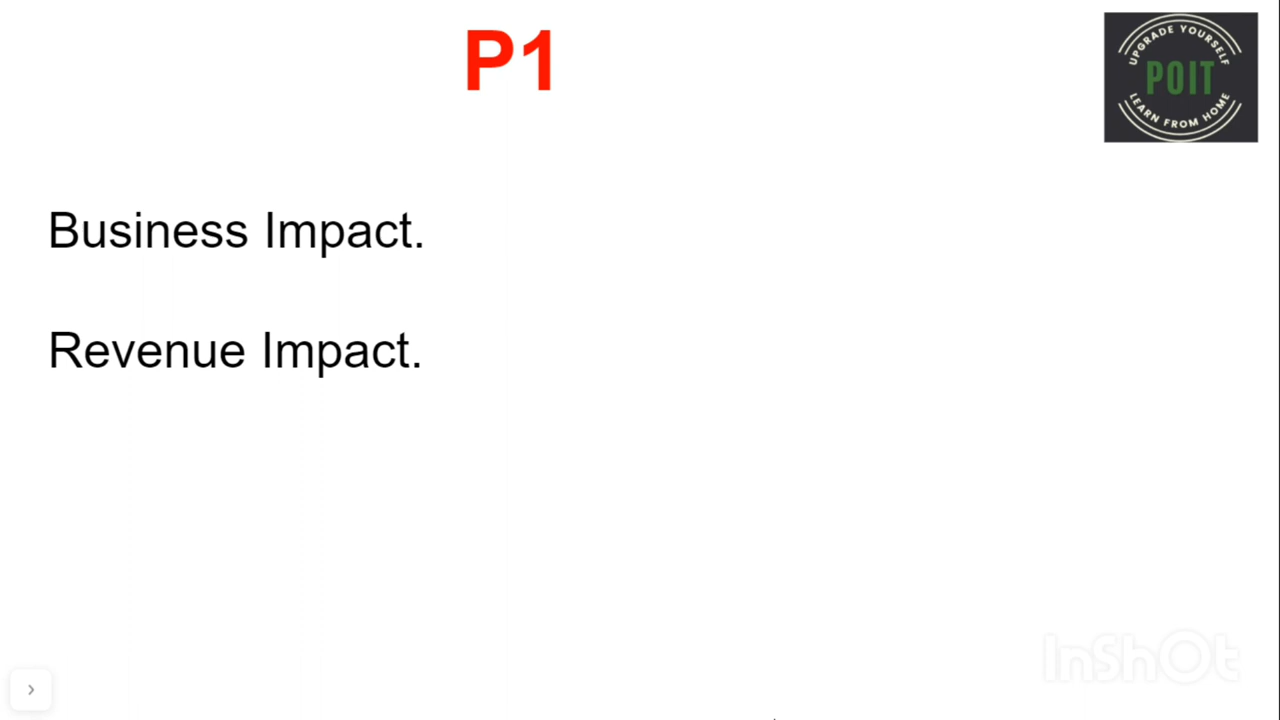 P1
UPGRADE YOURSELF
POIT
LEARN FROM HOME
Business Impact.
Revenue Impact.
InShOt